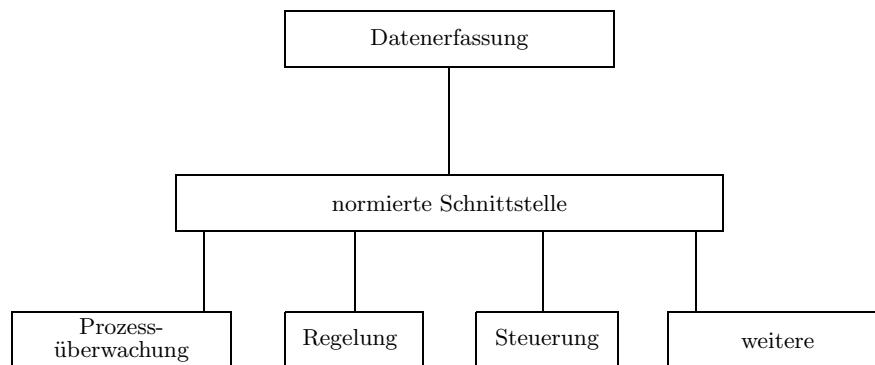 Datenerfassung
normierte Schnittstelle
Prozess-
überwachung
Regelung
Steuerung
weitere